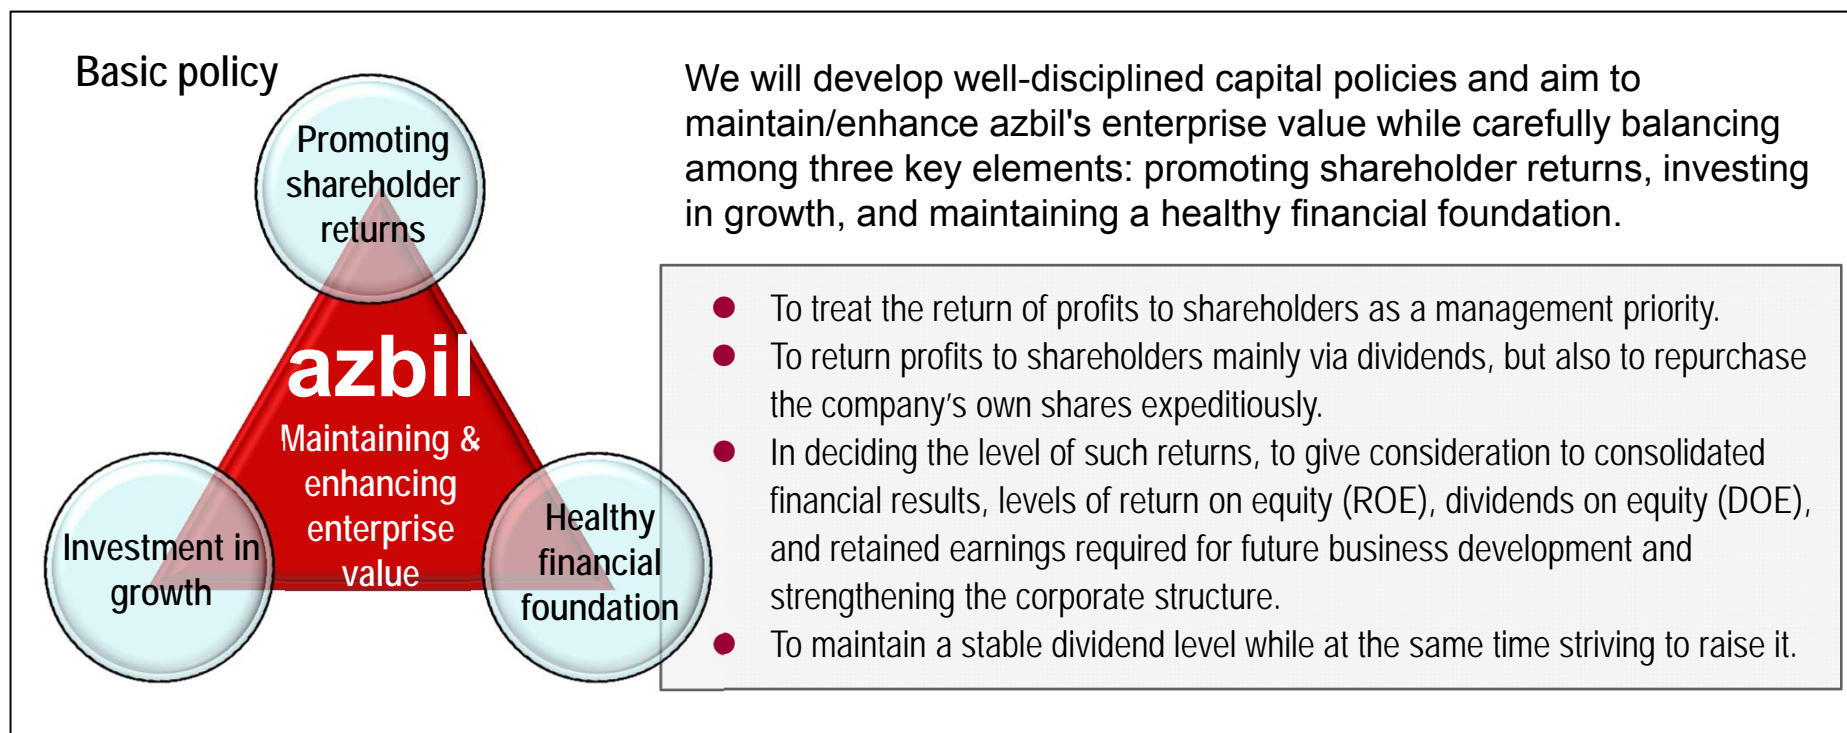 Basic policy
Promoting
shareholder
returns
azbil
Maintaining &
enhancing
enterprise
value
Investment in
growth
Healthy
financial
foundation
We will develop well-disciplined capital policies and aim to
maintain/enhance azbil's enterprise value while carefully balancing
among three key elements: promoting shareholder returns, investing
in growth, and maintaining a healthy financial foundation.
● To treat the return of profits to shareholders as a management priority.
● To return profits to shareholders mainly via dividends, but also to repurchase
the company’s own shares expeditiously.
● In deciding the level of such returns, to give consideration to consolidated
financial results, levels of return on equity (ROE), dividends on equity (DOE),
and retained earnings required for future business development and
strengthening the corporate structure.
● To maintain a stable dividend level while at the same time striving to raise it.